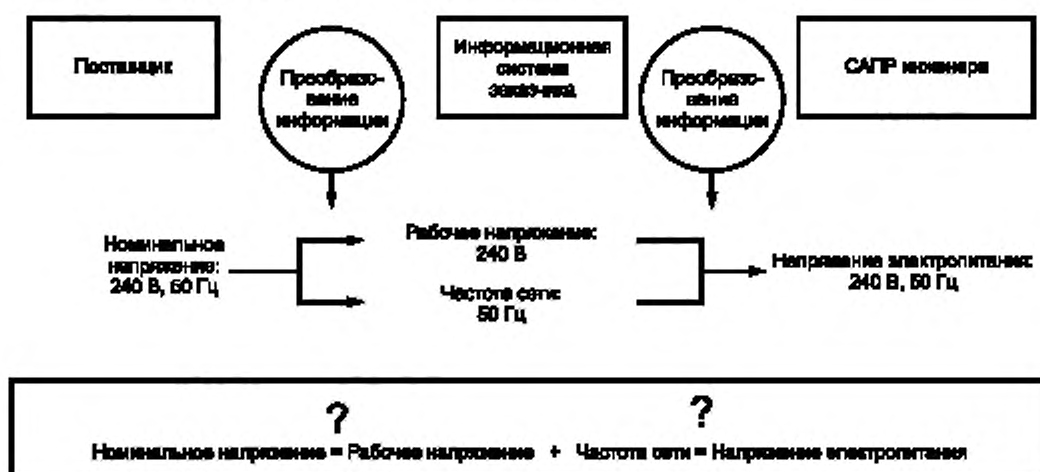 Поставщик
Преобразо-
вание
информации
Информационная
система
заказчика
Преобразо-
вание
информации
САПР инженера
Номинальное
напряжение:
240 В, 50 Гц
Рабочее напряжение:
240 В
Частота сети:
50 Гц
Напряжение электропитания:
240 В, 50 Гц
? ?
Номинальное напряжение = Рабочее напряжение + Частота сети = Напряжение электропитания